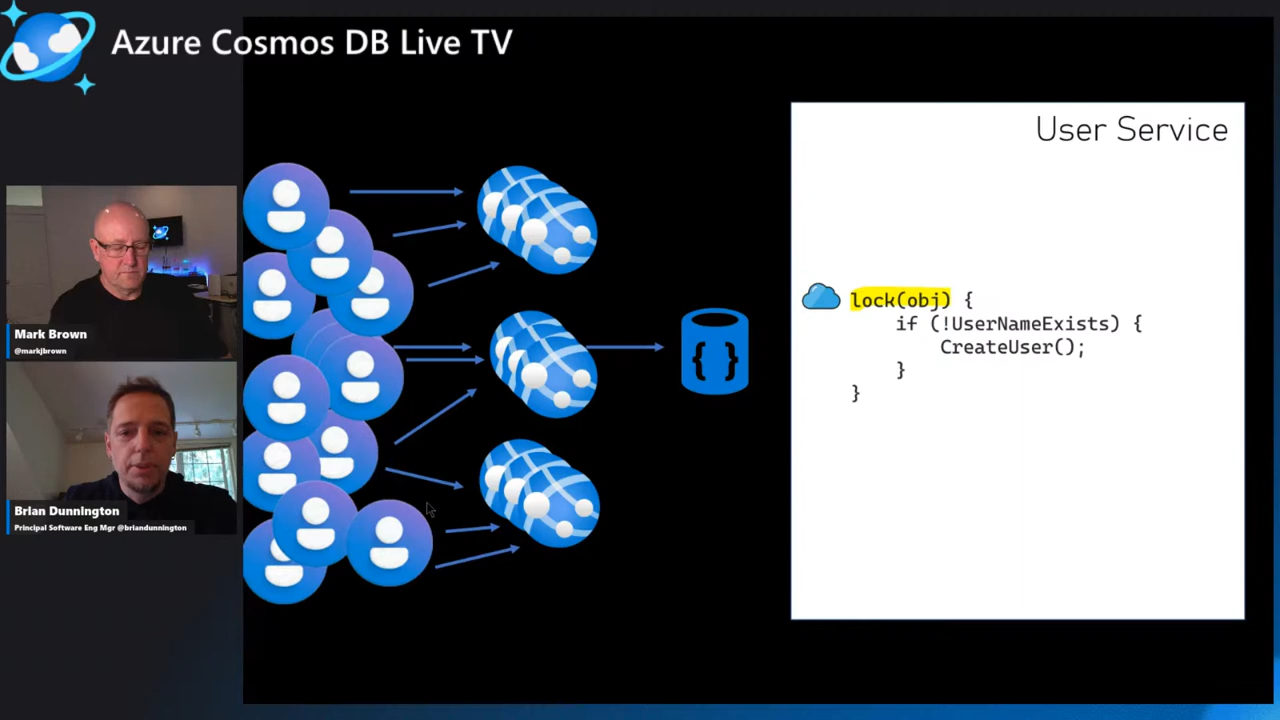 Azure Cosmos DB Live TV
User Service
lock(obj) {
if (!UserNameExists) {
CreateUser();
}
}
{ }
Mark Brown
@markjbrown
Brian Dunnington
Principal Software Eng Mgr @briandunnington